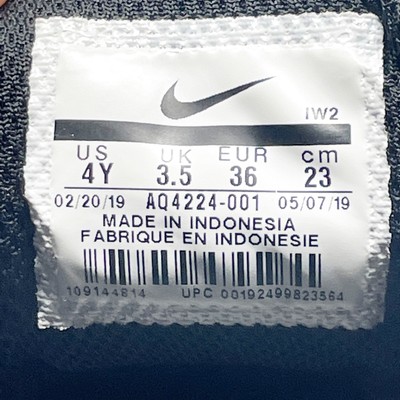 IW2
US UK EUR cm
4Y 3.5 36 23
02/20/19 AQ4224-001 05/07/19
MADE IN INDONESIA
FABRIQUE EN INDONESIE
109144814 UPC 00192499823564